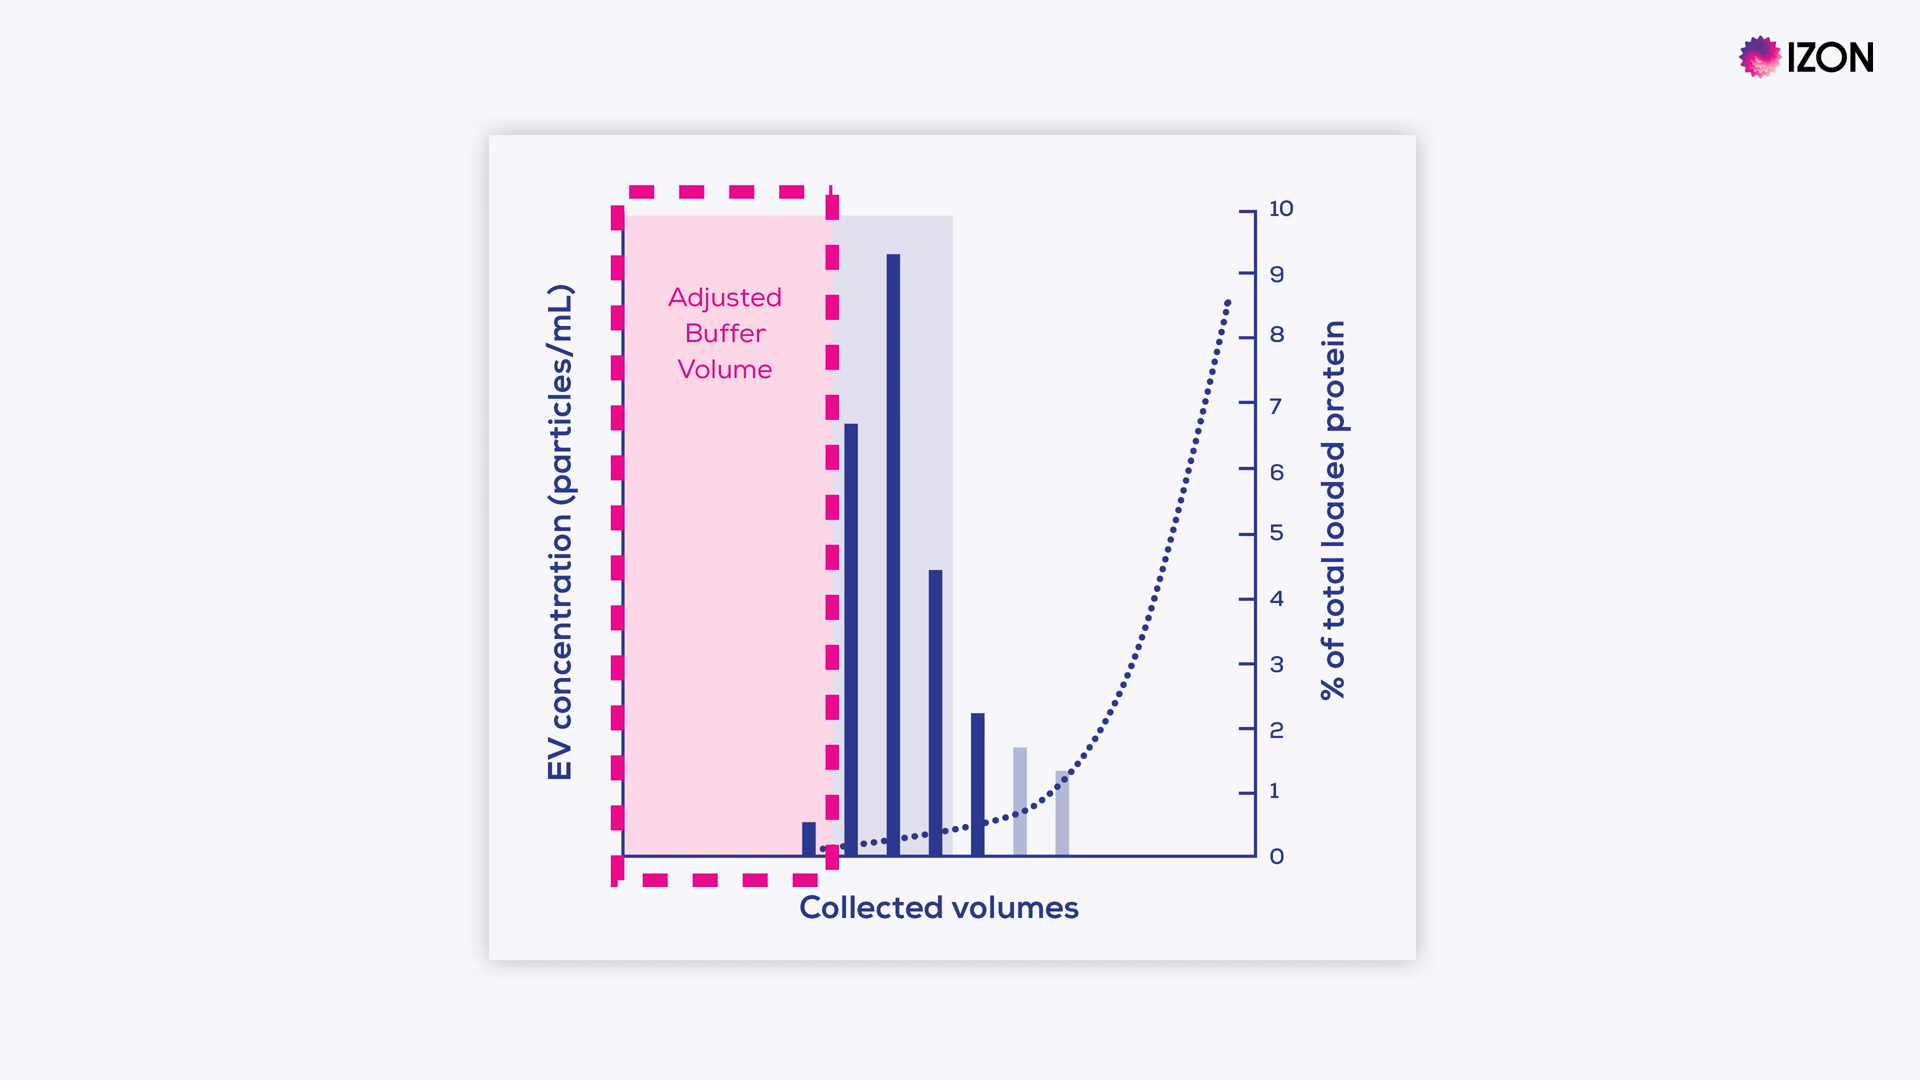 IZON
Adjusted
Buffer
Volume
EV concentration (particles/mL)
10
9
8
7
6
5
4
3
2
1
0
% of total loaded protein
Collected volumes